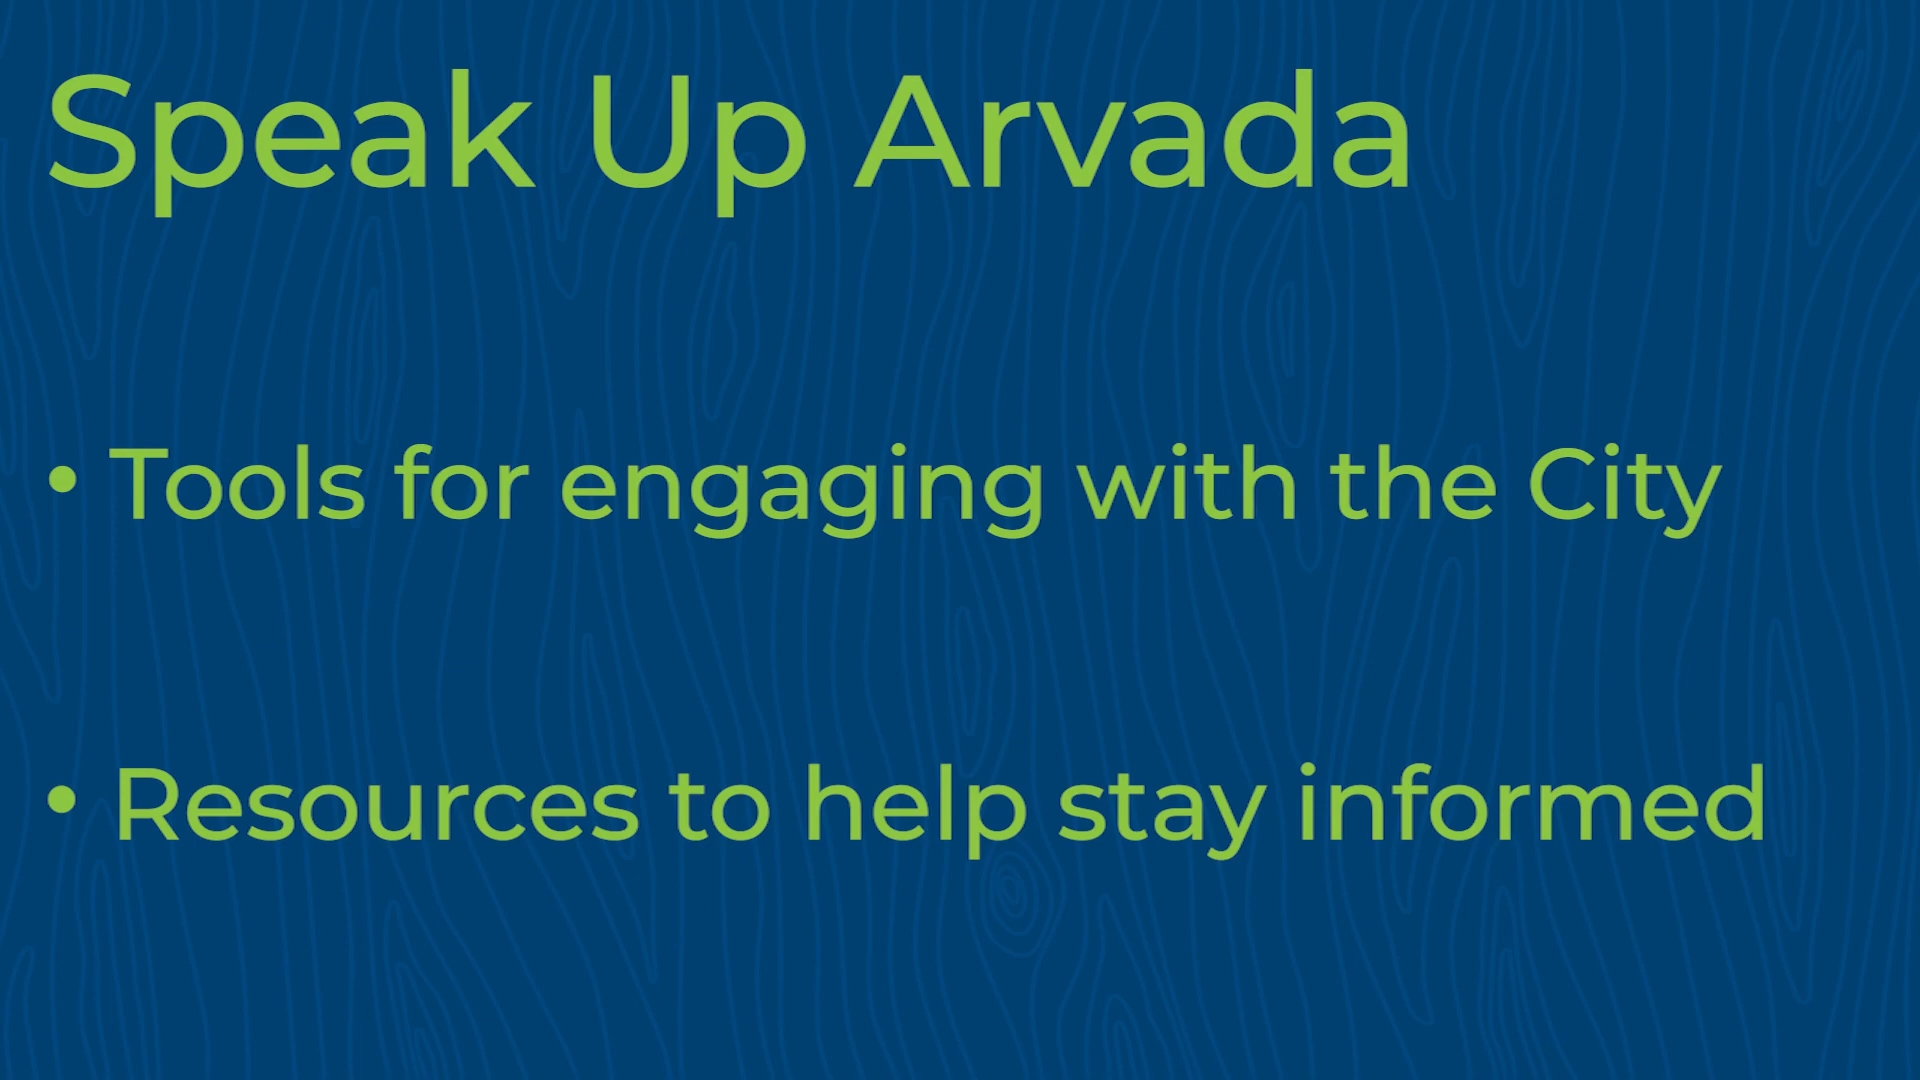 Speak Up Arvada
• Tools for engaging with the City
• Resources to help stay informed